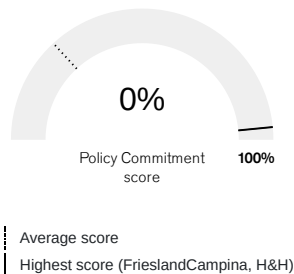 0%
Policy Commitment 100%
score
Average score
Highest score (FrieslandCampina, H&H)